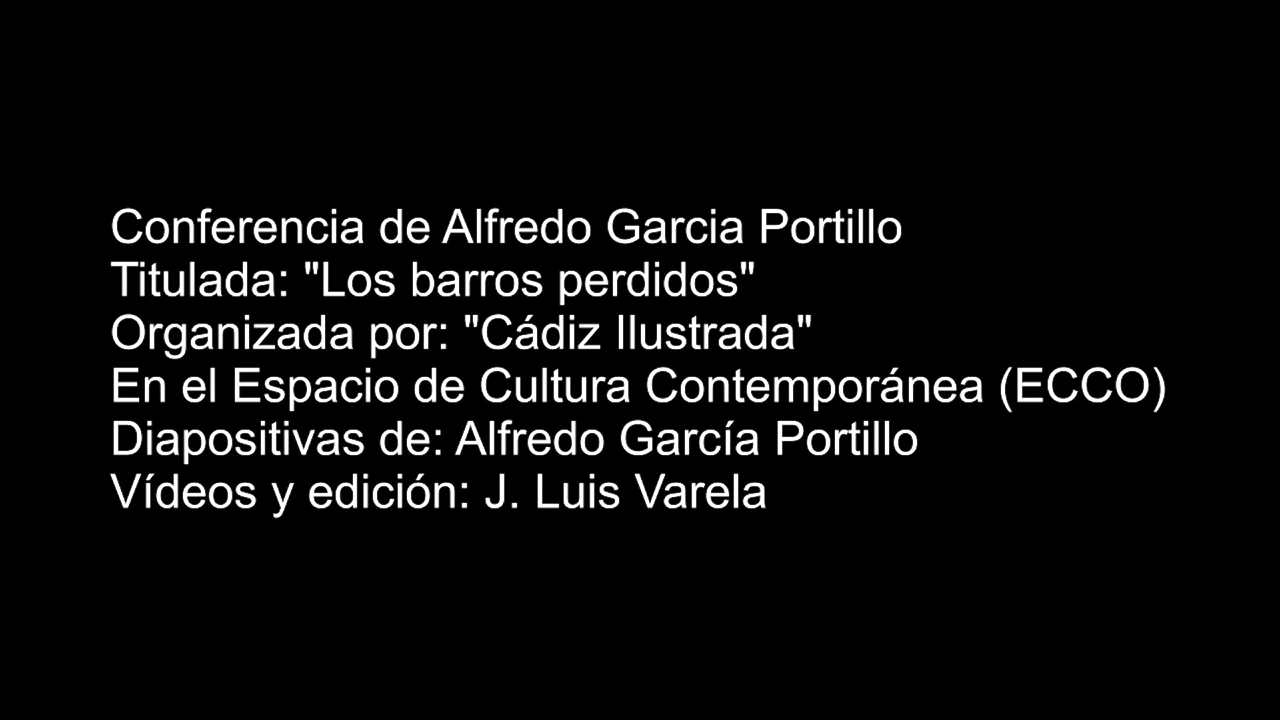 Conferencia de Alfredo Garcia Portillo
Titulada: "Los barros perdidos"
Organizada por: "Cádiz Ilustrada"
En el Espacio de Cultura Contemporánea (ECCO)
Diapositivas de: Alfredo García Portillo
Vídeos y edición: J. Luis Varela